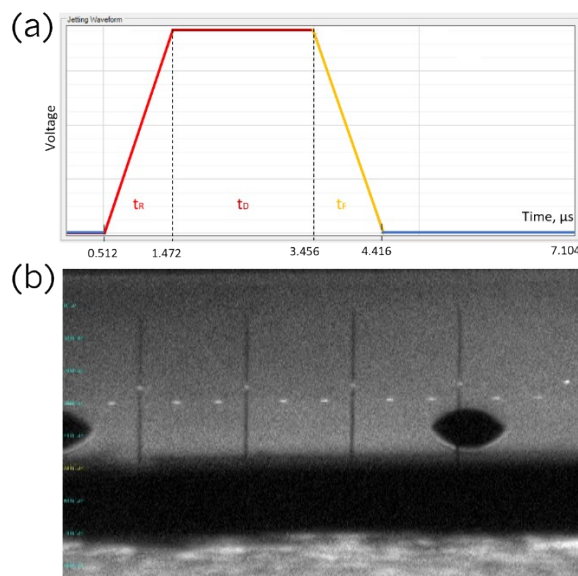 (a)
Jetting Waveform
Voltage
tR tD tF
Time, µs
0.512 1.472 3.456 4.416 7.104
(b)